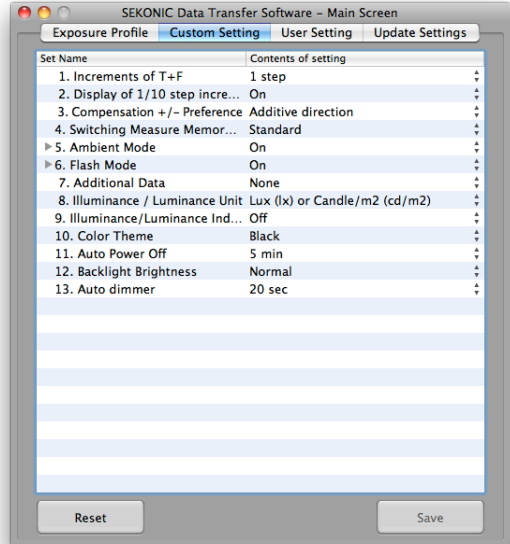 SEKONIC Data Transfer Software – Main Screen
Exposure Profile Custom Setting User Setting Update Settings
Set Name Contents of setting
1. Increments of T+F 1 step
2. Display of 1/10 step incre... On
3. Compensation +/- Preference Additive direction
4. Switching Measure Memor... Standard
5. Ambient Mode On
6. Flash Mode On
7. Additional Data None
8. Illuminance / Luminance Unit Lux (lx) or Candle/m2 (cd/m2)
9. Illuminance/Luminance Ind... Off
10. Color Theme Black
11. Auto Power Off 5 min
12. Backlight Brightness Normal
13. Auto dimmer 20 sec
Reset Save